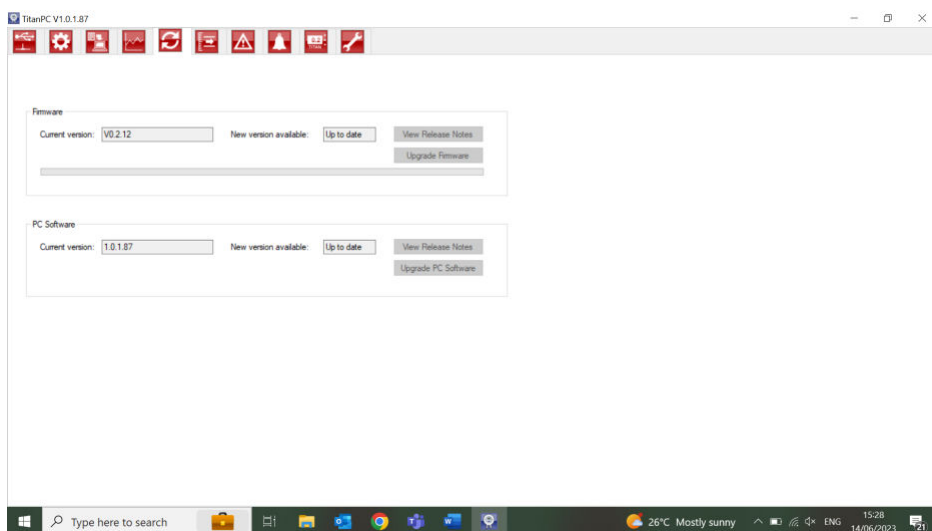 TitanPC V1.0.1.87
Firmware
Current version: V0.2.12 New version available: Up to date View Release Notes
Upgrade Firmware
PC Software
Current version: 1.0.1.87 New version available: Up to date View Release Notes
Upgrade PC Software
Type here to search 26°C Mostly sunny ENG 15:28
14/06/2023 21